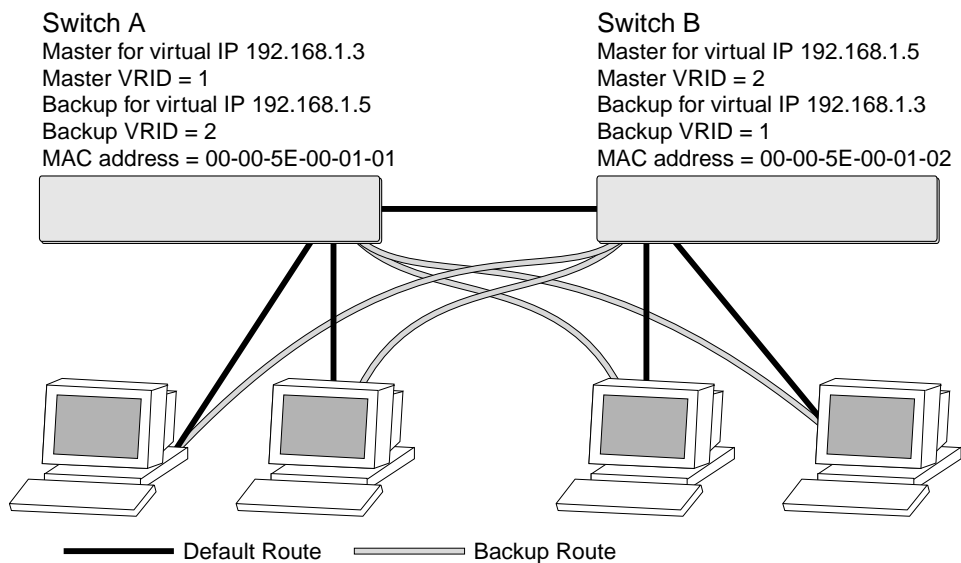 Switch A
Master for virtual IP 192.168.1.3
Master VRID = 1
Backup for virtual IP 192.168.1.5
Backup VRID = 2
MAC address = 00-00-5E-00-01-01
Switch B
Master for virtual IP 192.168.1.5
Master VRID = 2
Backup for virtual IP 192.168.1.3
Backup VRID = 1
MAC address = 00-00-5E-00-01-02
Default Route
Backup Route